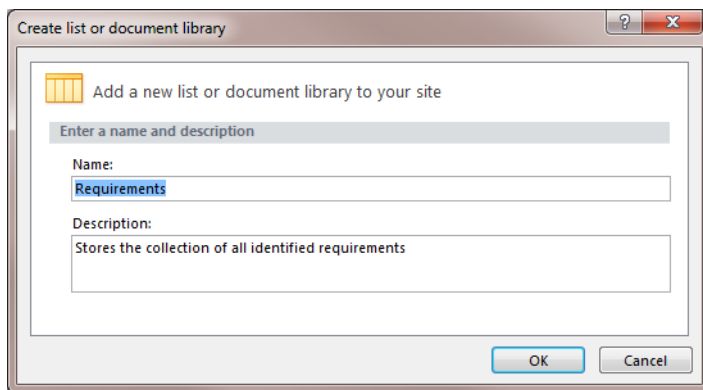 Create list or document library
?
X
Add a new list or document library to your site
Enter a name and description
Name:
Requirements
Description:
Stores the collection of all identified requirements
OK
Cancel